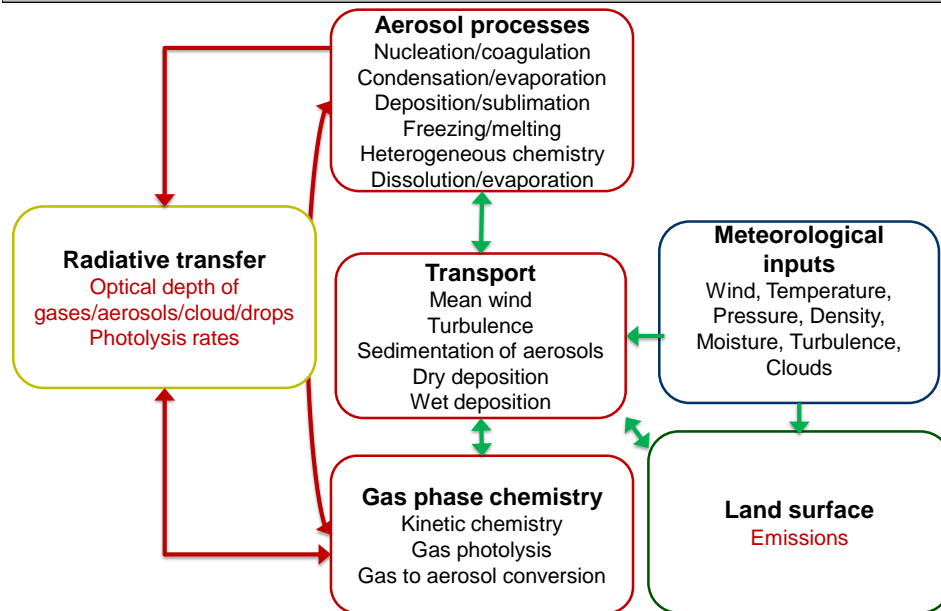 Aerosol processes
Nucleation/coagulation
Condensation/evaporation
Deposition/sublimation
Freezing/melting
Heterogeneous chemistry
Dissolution/evaporation
Radiative transfer
Optical depth of
gases/aerosols/cloud/drops
Photolysis rates
Transport
Mean wind
Turbulence
Sedimentation of aerosols
Dry deposition
Wet deposition
Meteorological
inputs
Wind, Temperature,
Pressure, Density,
Moisture, Turbulence,
Clouds
Gas phase chemistry
Kinetic chemistry
Gas photolysis
Gas to aerosol conversion
Land surface
Emissions